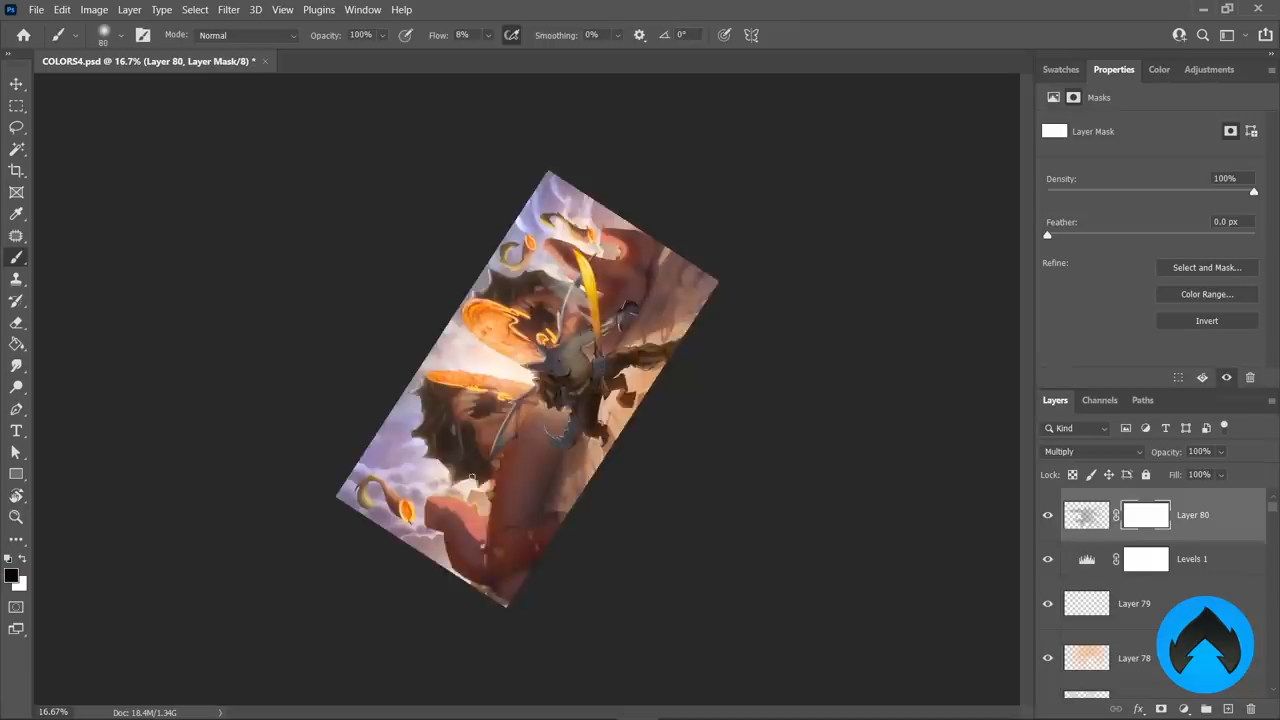 Ps File Edit Image Layer Type Select Filter 3D View Plugins Window Help
80 Mode: Normal Opacity: 100% Flow: 8% Smoothing: 0% 0°
COLORS4.psd @ 16.7% (Layer 80, Layer Mask/8) *
Swatches Properties Color Adjustments
Masks
Layer Mask
Density: 100%
Feather: 0.0 px
Refine: Select and Mask...
Color Range...
Invert
Layers Channels Paths
Kind
Multiply Opacity: 100%
Lock: Fill: 100%
Layer 80
Levels 1
Layer 79
Layer 78
16.67% Doc: 18.4M/1.34G